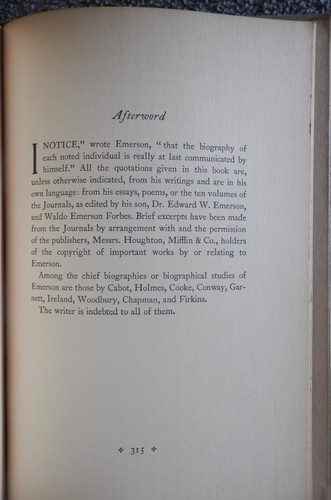 Afterword
I NOTICE," wrote Emerson, "that the biography of
each noted individual is really at last communicated by
himself." All the quotations given in this book are,
unless otherwise indicated, from his writings and are in his
own language: from his essays, poems, or the ten volumes of
the Journals, as edited by his son, Dr. Edward W. Emerson,
and Waldo Emerson Forbes. Brief excerpts have been made
from the Journals by arrangement with and the permission
of the publishers, Messrs. Houghton, Mifflin & Co., holders
of the copyright of important works by or relating to
Emerson.
Among the chief biographies or biographical studies of
Emerson are those by Cabot, Holmes, Cooke, Conway, Gar-
nett, Ireland, Woodbury, Chapman, and Firkins.
The writer is indebted to all of them.
315